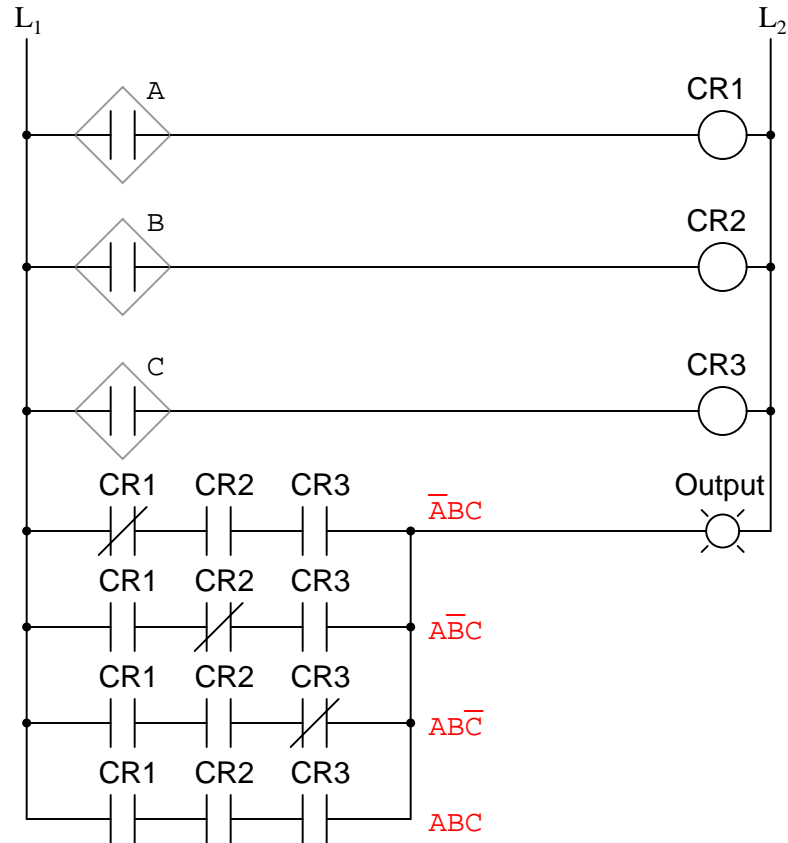 L₁ L₂
A CR1
B CR2
C CR3
CR1 CR2 CR3 A̅BC Output
CR1 CR2 CR3 AB̅C
CR1 CR2 CR3 ABC̅
CR1 CR2 CR3 ABC